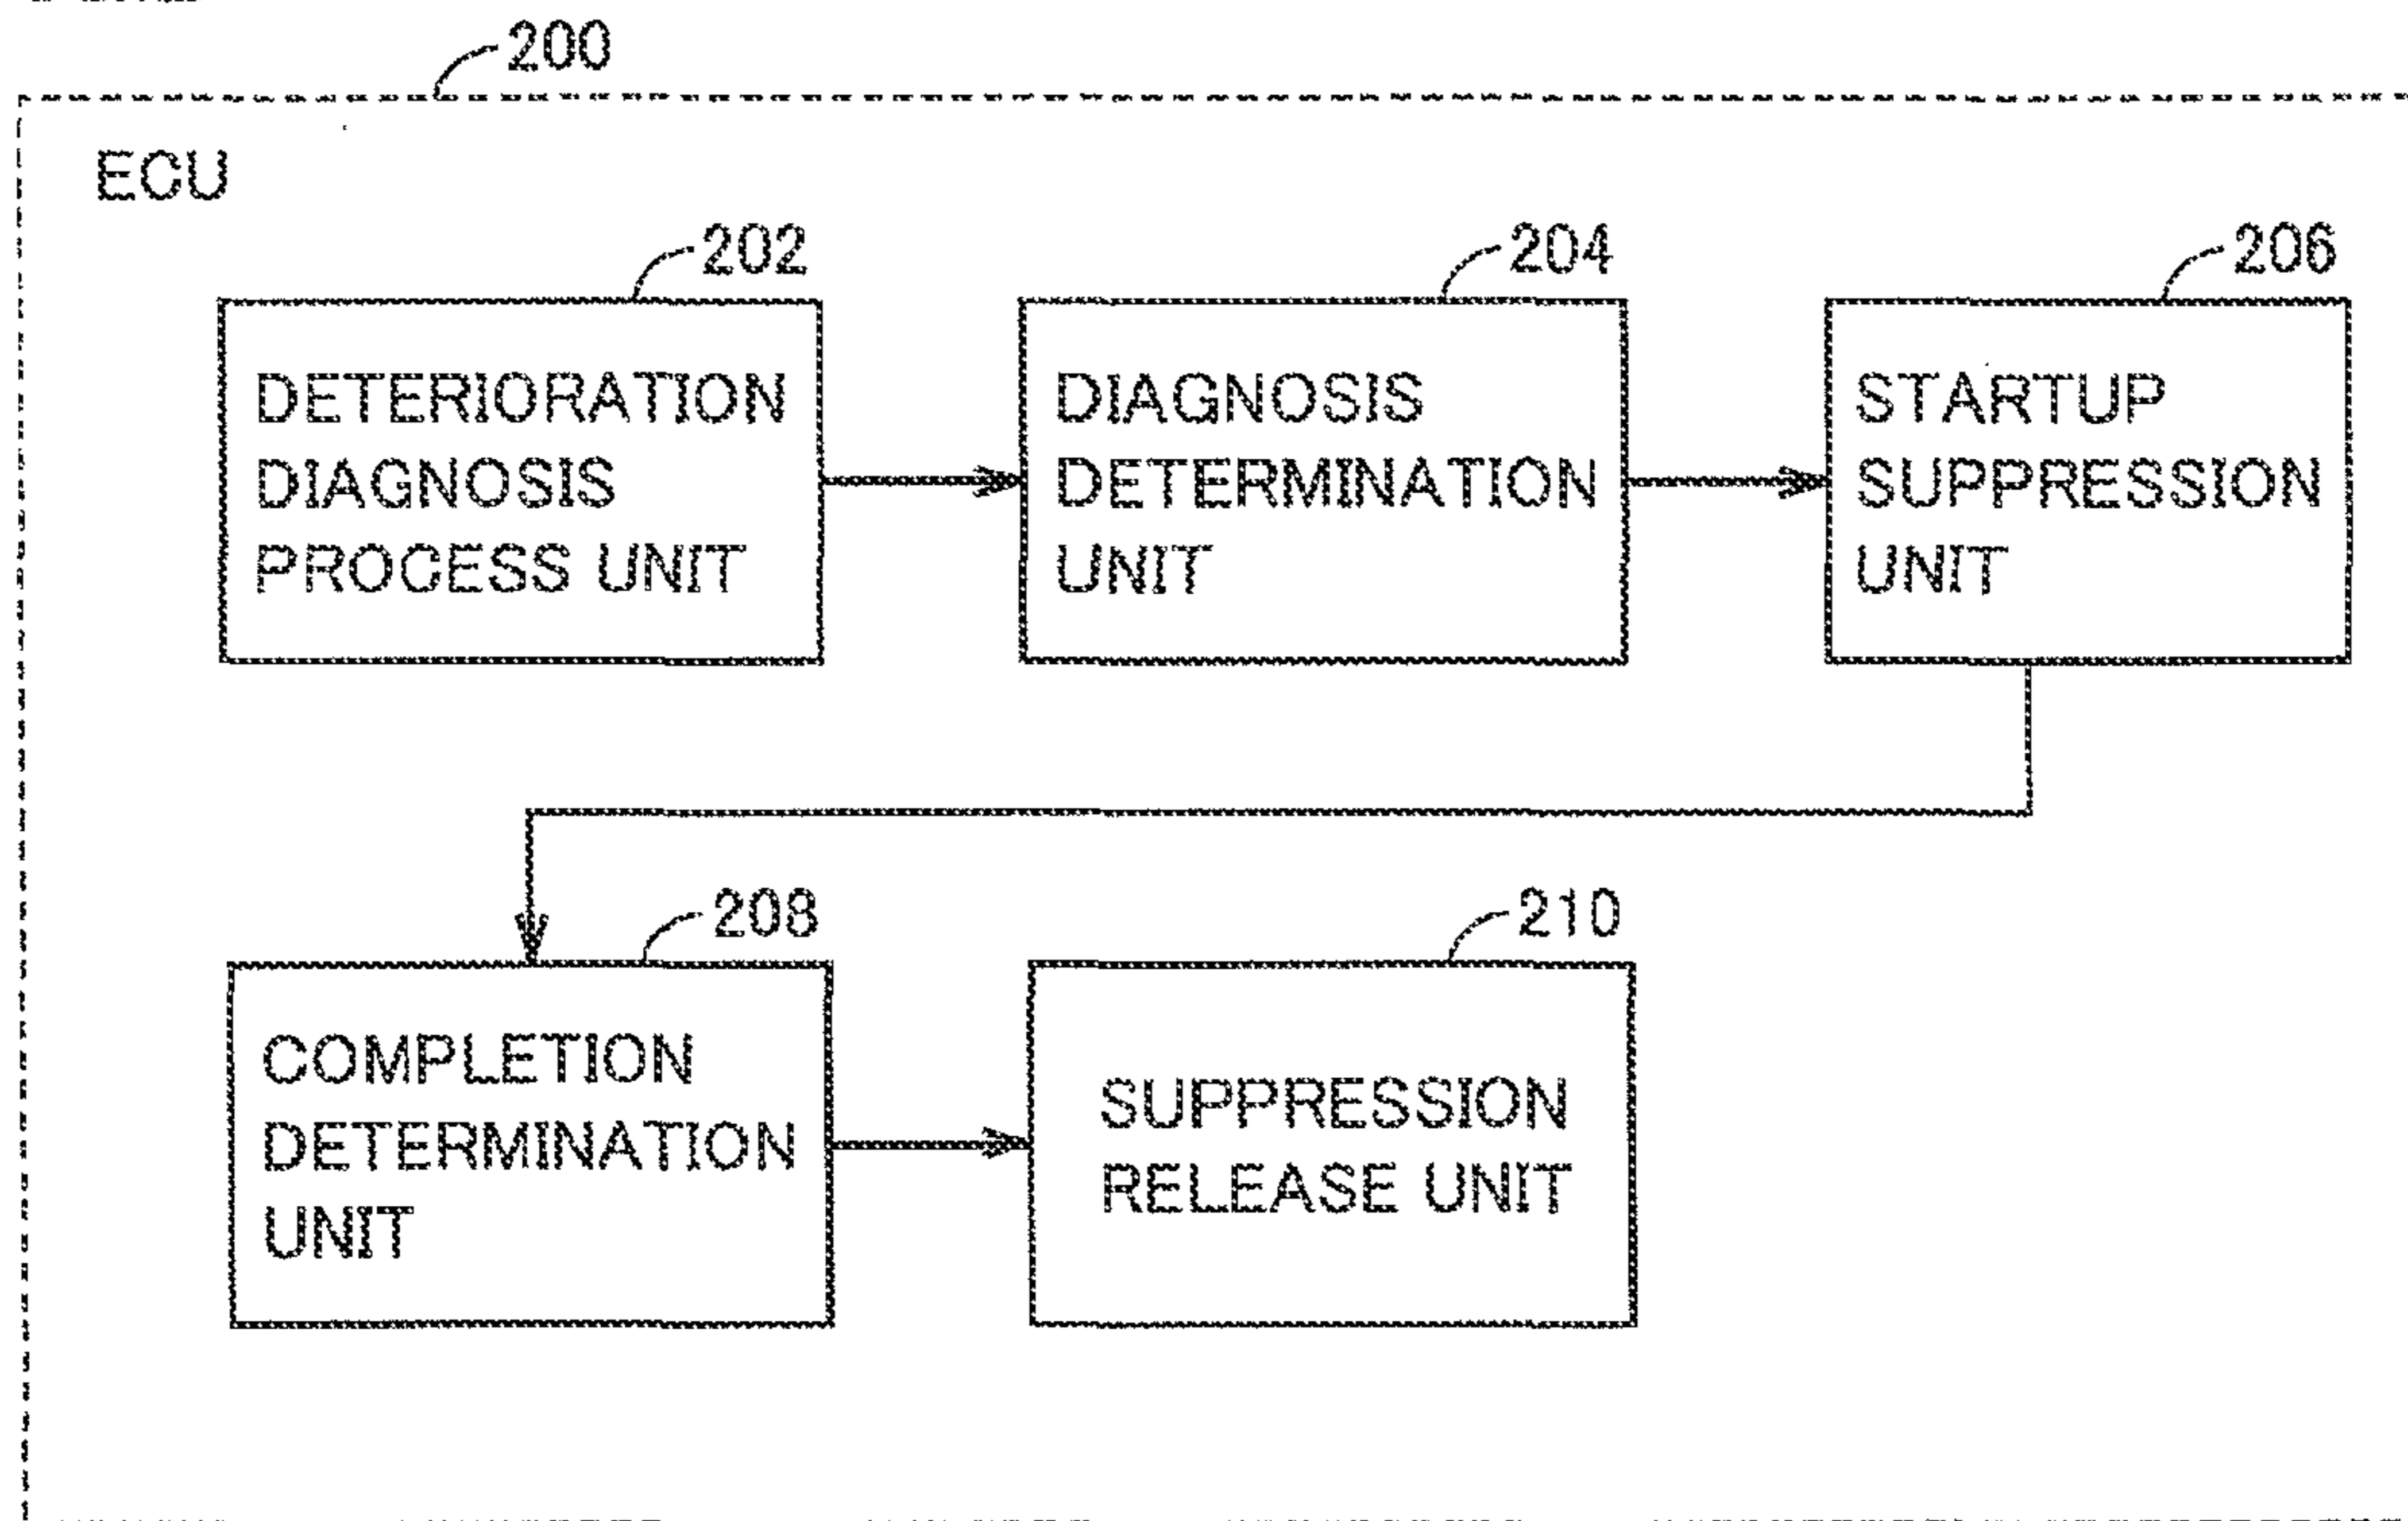 200
ECU
202
204
206
DETERIORATION
DIAGNOSIS
PROCESS UNIT
DIAGNOSIS
DETERMINATION
UNIT
STARTUP
SUPPRESSION
UNIT
208
210
COMPLETION
DETERMINATION
UNIT
SUPPRESSION
RELEASE UNIT